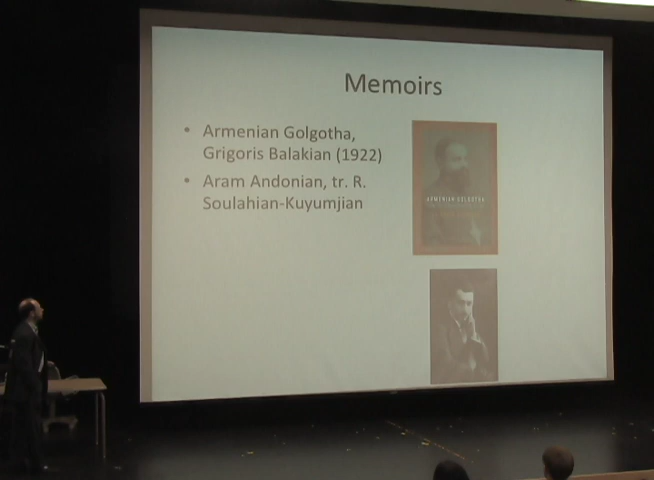 Memoirs
• Armenian Golgotha,
Grigoris Balakian (1922)
• Aram Andonian, tr. R.
Soulahian-Kuyumjian
ARMENIAN GOLGOTHA